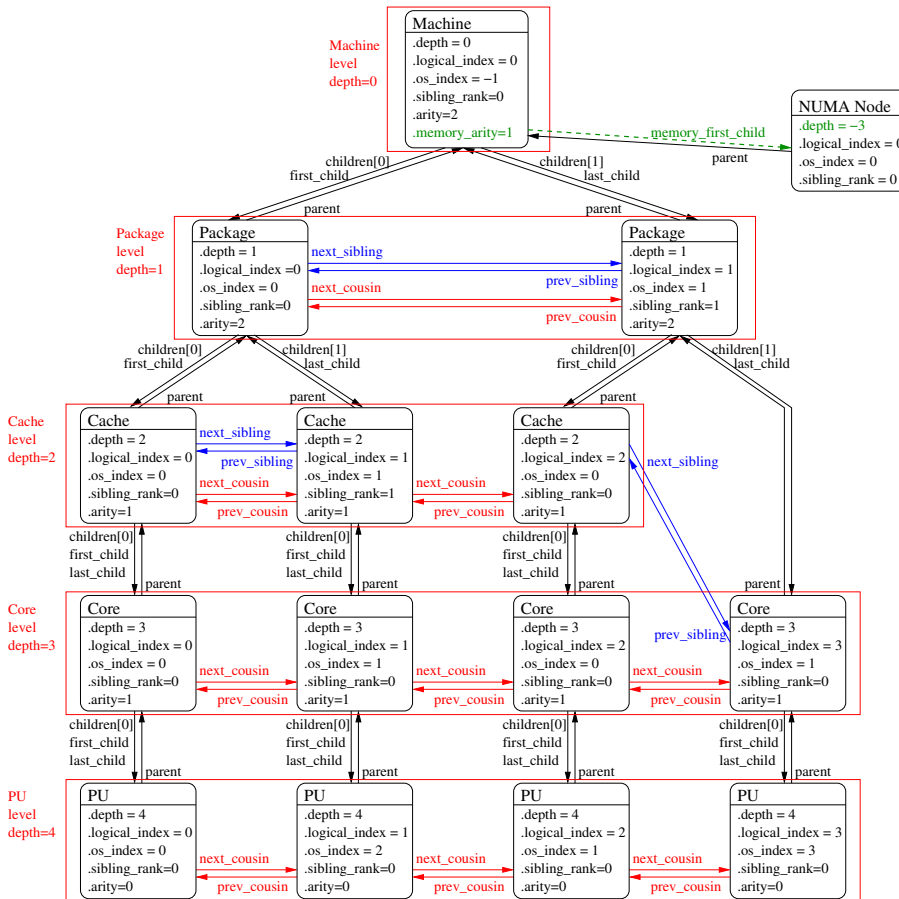 Machine
level
depth=0
Machine
.depth = 0
.logical_index = 0
.os_index = −1
.sibling_rank=0
.arity=2
.memory_arity=1
memory_first_child
parent
NUMA Node
.depth = −3
.logical_index = 0
.os_index = 0
.sibling_rank = 0
children[0]
first_child
children[1]
last_child
parent
parent
Package
level
depth=1
Package
.depth = 1
.logical_index =0
.os_index = 0
.sibling_rank=0
.arity=2
next_sibling
prev_sibling
next_cousin
prev_cousin
Package
.depth = 1
.logical_index = 1
.os_index = 1
.sibling_rank=1
.arity=2
children[0]
first_child
children[1]
last_child
children[0]
first_child
children[1]
last_child
parent
parent
parent
Cache
level
depth=2
Cache
.depth = 2
.logical_index = 0
.os_index = 0
.sibling_rank=0
.arity=1
next_sibling
prev_sibling
next_cousin
prev_cousin
Cache
.depth = 2
.logical_index = 1
.os_index = 1
.sibling_rank=1
.arity=1
next_cousin
prev_cousin
Cache
.depth = 2
.logical_index = 2
.os_index = 0
.sibling_rank=0
.arity=1
next_sibling
children[0]
first_child
last_child
parent
children[0]
first_child
last_child
parent
children[0]
first_child
last_child
parent
parent
Core
level
depth=3
Core
.depth = 3
.logical_index = 0
.os_index = 0
.sibling_rank=0
.arity=1
next_cousin
prev_cousin
Core
.depth = 3
.logical_index = 1
.os_index = 1
.sibling_rank=0
.arity=1
next_cousin
prev_cousin
Core
.depth = 3
.logical_index = 2
.os_index = 0
.sibling_rank=0
.arity=1
prev_sibling
next_cousin
prev_cousin
Core
.depth = 3
.logical_index = 3
.os_index = 1
.sibling_rank=0
.arity=1
children[0]
first_child
last_child
parent
children[0]
first_child
last_child
parent
children[0]
first_child
last_child
parent
children[0]
first_child
last_child
parent
PU
level
depth=4
PU
.depth = 4
.logical_index = 0
.os_index = 0
.sibling_rank=0
.arity=0
next_cousin
prev_cousin
PU
.depth = 4
.logical_index = 1
.os_index = 2
.sibling_rank=0
.arity=0
next_cousin
prev_cousin
PU
.depth = 4
.logical_index = 2
.os_index = 1
.sibling_rank=0
.arity=0
next_cousin
prev_cousin
PU
.depth = 4
.logical_index = 3
.os_index = 3
.sibling_rank=0
.arity=0